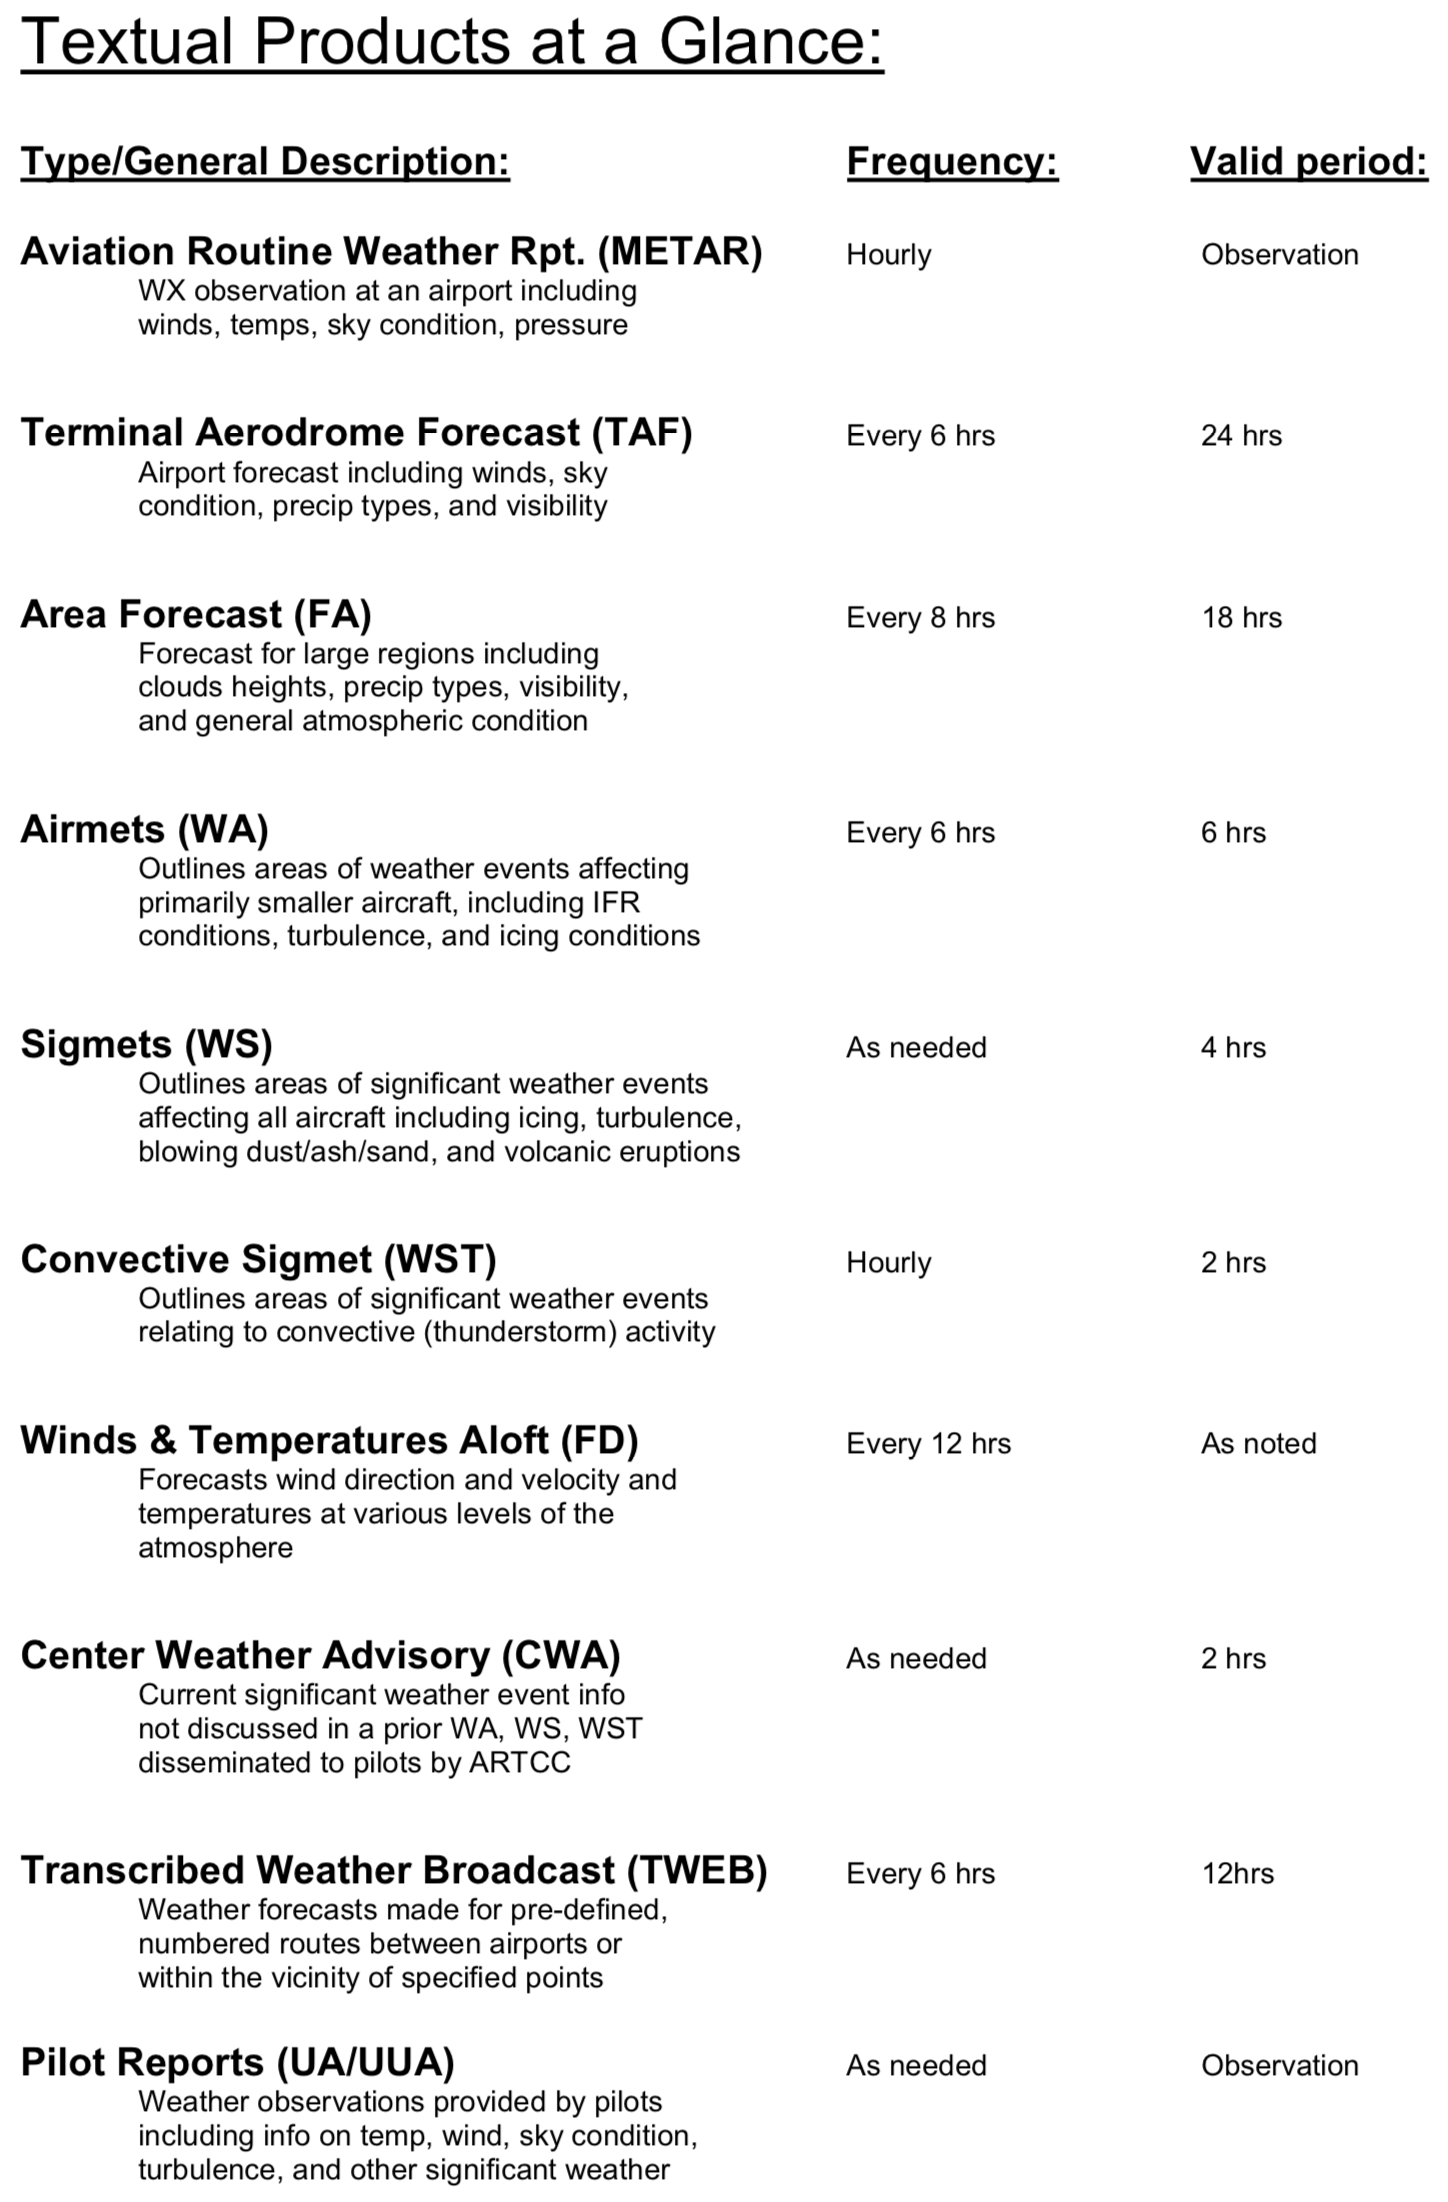 Textual Products at a Glance:
Type/General Description: Frequency: Valid period:
Aviation Routine Weather Rpt. (METAR) Hourly Observation
WX observation at an airport including
winds, temps, sky condition, pressure
Terminal Aerodrome Forecast (TAF) Every 6 hrs 24 hrs
Airport forecast including winds, sky
condition, precip types, and visibility
Area Forecast (FA) Every 8 hrs 18 hrs
Forecast for large regions including
clouds heights, precip types, visibility,
and general atmospheric condition
Airmets (WA) Every 6 hrs 6 hrs
Outlines areas of weather events affecting
primarily smaller aircraft, including IFR
conditions, turbulence, and icing conditions
Sigmets (WS) As needed 4 hrs
Outlines areas of significant weather events
affecting all aircraft including icing, turbulence,
blowing dust/ash/sand, and volcanic eruptions
Convective Sigmet (WST) Hourly 2 hrs
Outlines areas of significant weather events
relating to convective (thunderstorm) activity
Winds & Temperatures Aloft (FD) Every 12 hrs As noted
Forecasts wind direction and velocity and
temperatures at various levels of the
atmosphere
Center Weather Advisory (CWA) As needed 2 hrs
Current significant weather event info
not discussed in a prior WA, WS, WST
disseminated to pilots by ARTCC
Transcribed Weather Broadcast (TWEB) Every 6 hrs 12hrs
Weather forecasts made for pre-defined,
numbered routes between airports or
within the vicinity of specified points
Pilot Reports (UA/UUA) As needed Observation
Weather observations provided by pilots
including info on temp, wind, sky condition,
turbulence, and other significant weather